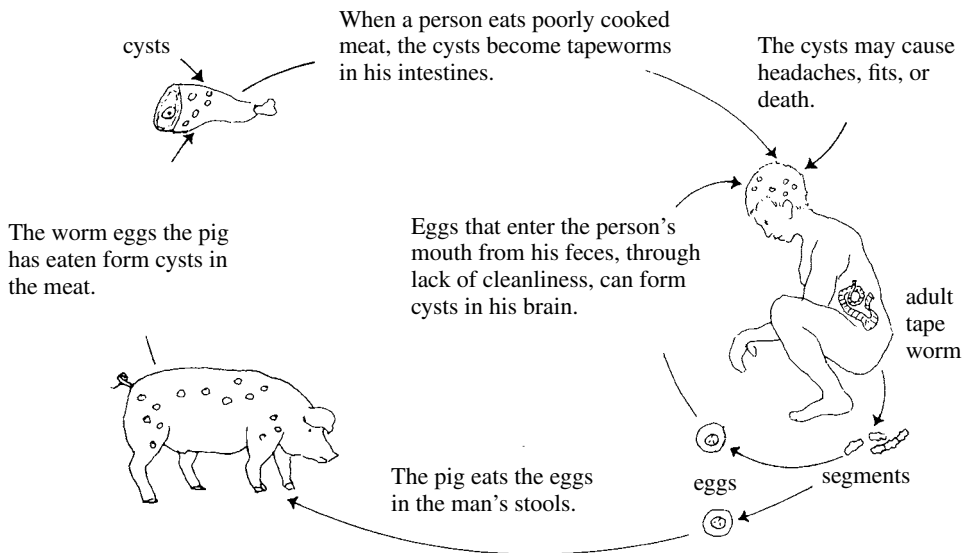 cysts
When a person eats poorly cooked
meat, the cysts become tapeworms
in his intestines.
The cysts may cause
headaches, fits, or
death.
The worm eggs the pig
has eaten form cysts in
the meat.
Eggs that enter the person’s
mouth from his feces, through
lack of cleanliness, can form
cysts in his brain.
adult
tape
worm
The pig eats the eggs
in the man’s stools.
eggs
segments